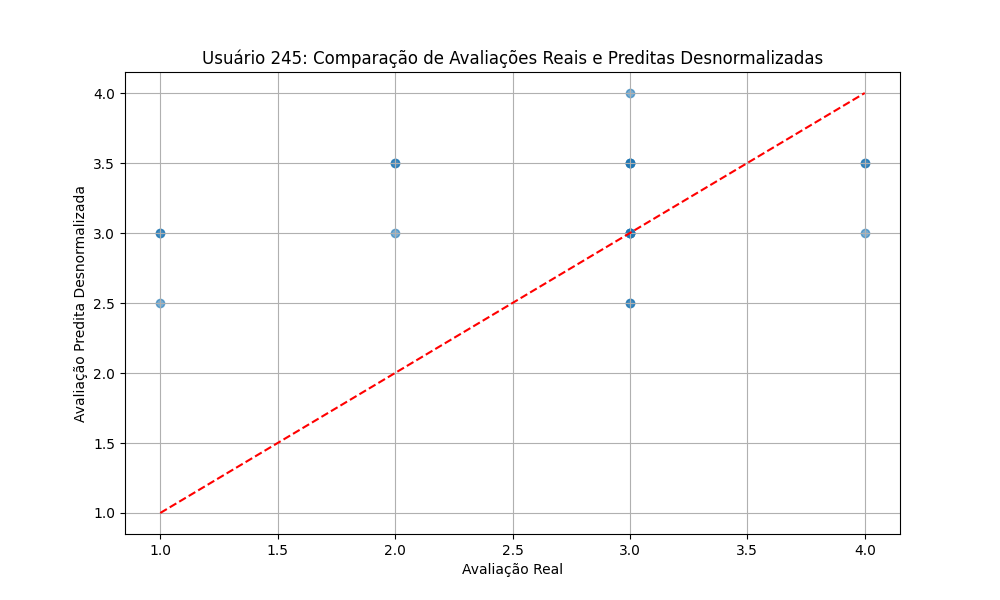 Usuário 245: Comparação de Avaliações Reais e Preditas Desnormalizadas
Avaliação Predita Desnormalizada
4.0
3.5
3.0
2.5
2.0
1.5
1.0
1.0 1.5 2.0 2.5 3.0 3.5 4.0
Avaliação Real